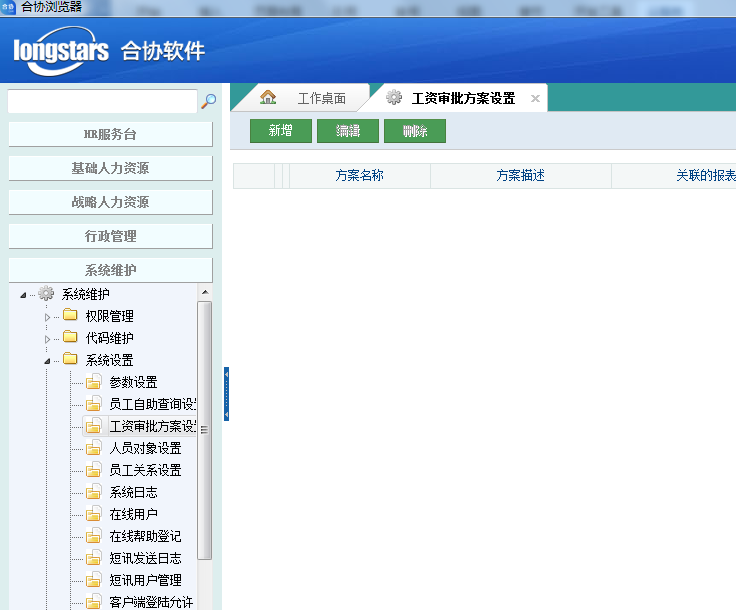 合协 合协浏览器
longstars 合协软件
HR服务台
基础人力资源
战略人力资源
行政管理
系统维护
系统维护
权限管理
代码维护
系统设置
参数设置
员工自助查询设
工资审批方案设
人员对象设置
员工关系设置
系统日志
在线用户
在线帮助登记
短讯发送日志
短讯用户管理
客户端登陆允许
工作桌面 工资审批方案设置
新增 编辑 删除
方案名称 方案描述 关联的报表